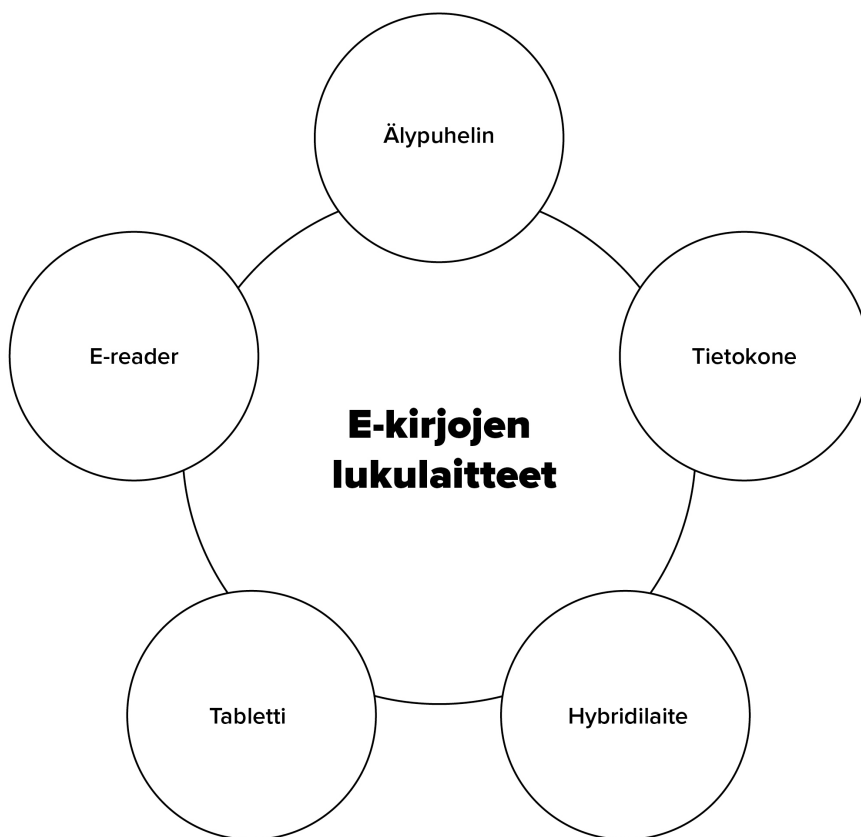 Älypuhelin
E-reader
Tietokone
E-kirjojen
lukulaitteet
Tabletti
Hybridilaite